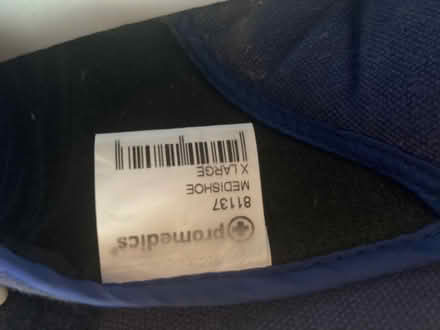 promedics®
81137
MEDISHOE
X LARGE